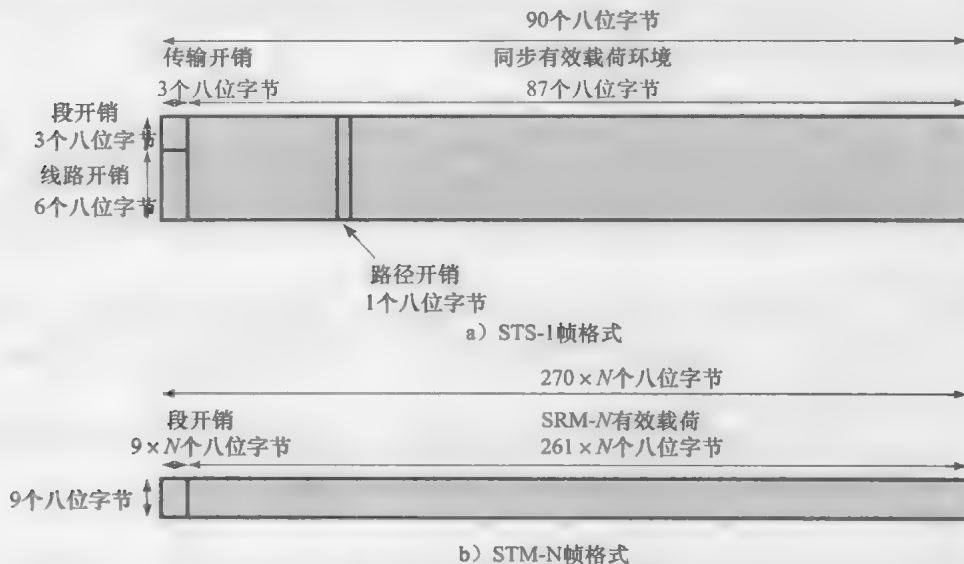 90个八位字节
传输开销
同步有效载荷环境
3个八位字节
87个八位字节
段开销
3个八位字节
线路开销
6个八位字节
路径开销
1个八位字节
a）STS-1帧格式
270×N个八位字节
段开销
SRM-N有效载荷
9×N个八位字节
261×N个八位字节
9个八位字节
b）STM-N帧格式